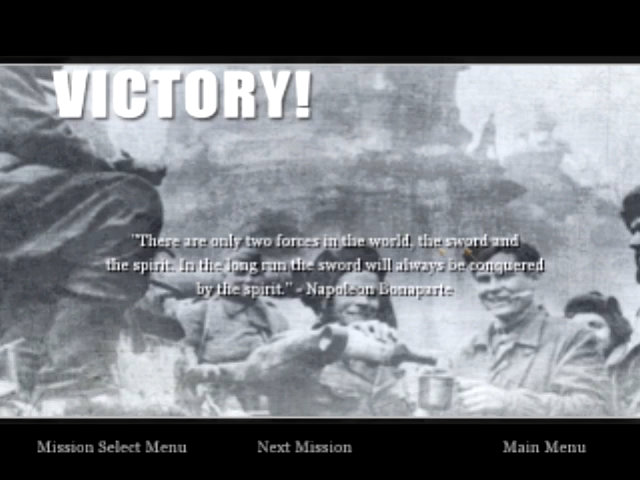 VICTORY!
"There are only two forces in the world, the sword and
the spirit. In the long run the sword will always be conquered
by the spirit." - Napoleon Bonaparte
Mission Select Menu
Next Mission
Main Menu